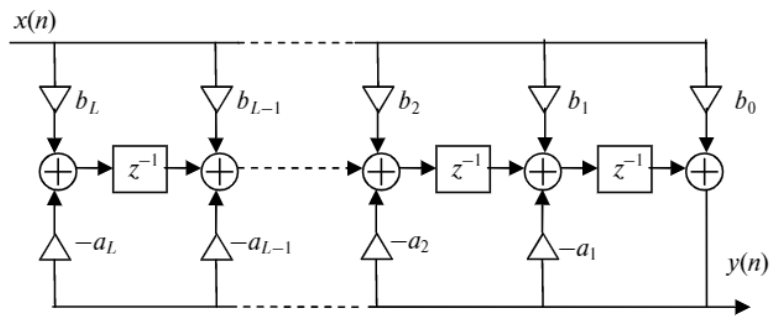 x(n)
b_L b_{L−1} b_2 b_1 b_0
z^{−1} z^{−1} z^{−1}
−a_L −a_{L−1} −a_2 −a_1
y(n)